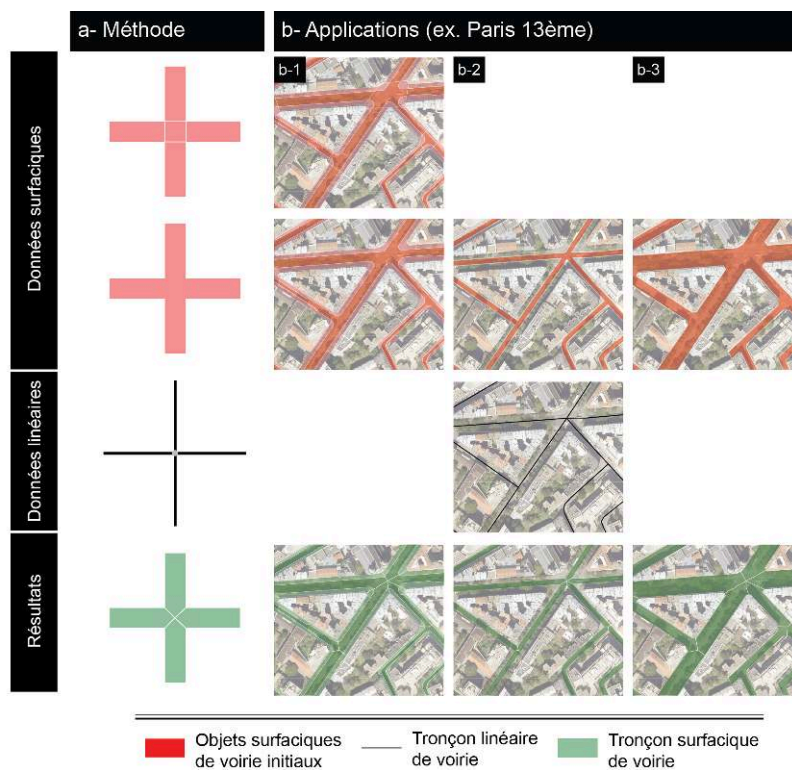 a- Méthode
b- Applications (ex. Paris 13ème)
b-1
b-2
b-3
Données surfaciques
Données linéaires
Résultats
Objets surfaciques
de voirie initiaux
Tronçon linéaire
de voirie
Tronçon surfacique
de voirie